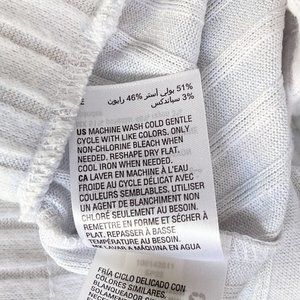 51% بولي أستر 46% رايون
3% سباندكس
US MACHINE WASH COLD GENTLE
CYCLE WITH LIKE COLORS. ONLY
NON-CHLORINE BLEACH WHEN
NEEDED. RESHAPE DRY FLAT.
COOL IRON WHEN NEEDED.
CA LAVER EN MACHINE À L'EAU
FROIDE AU CYCLE DÉLICAT AVEC
COULEURS SEMBLABLES. UTILISER
UN AGENT DE BLANCHIMENT NON
CHLORÉ SEULEMENT AU BESOIN.
REMETTRE EN FORME ET SÉCHER À
PLAT. REPASSER À BASSE
TEMPÉRATURE AU BESOIN.
LAVAR A MÁQUINA EN AGUA
FRÍA CICLO DELICADO CON
COLORES SIMILARES.
BLANQUEADOR